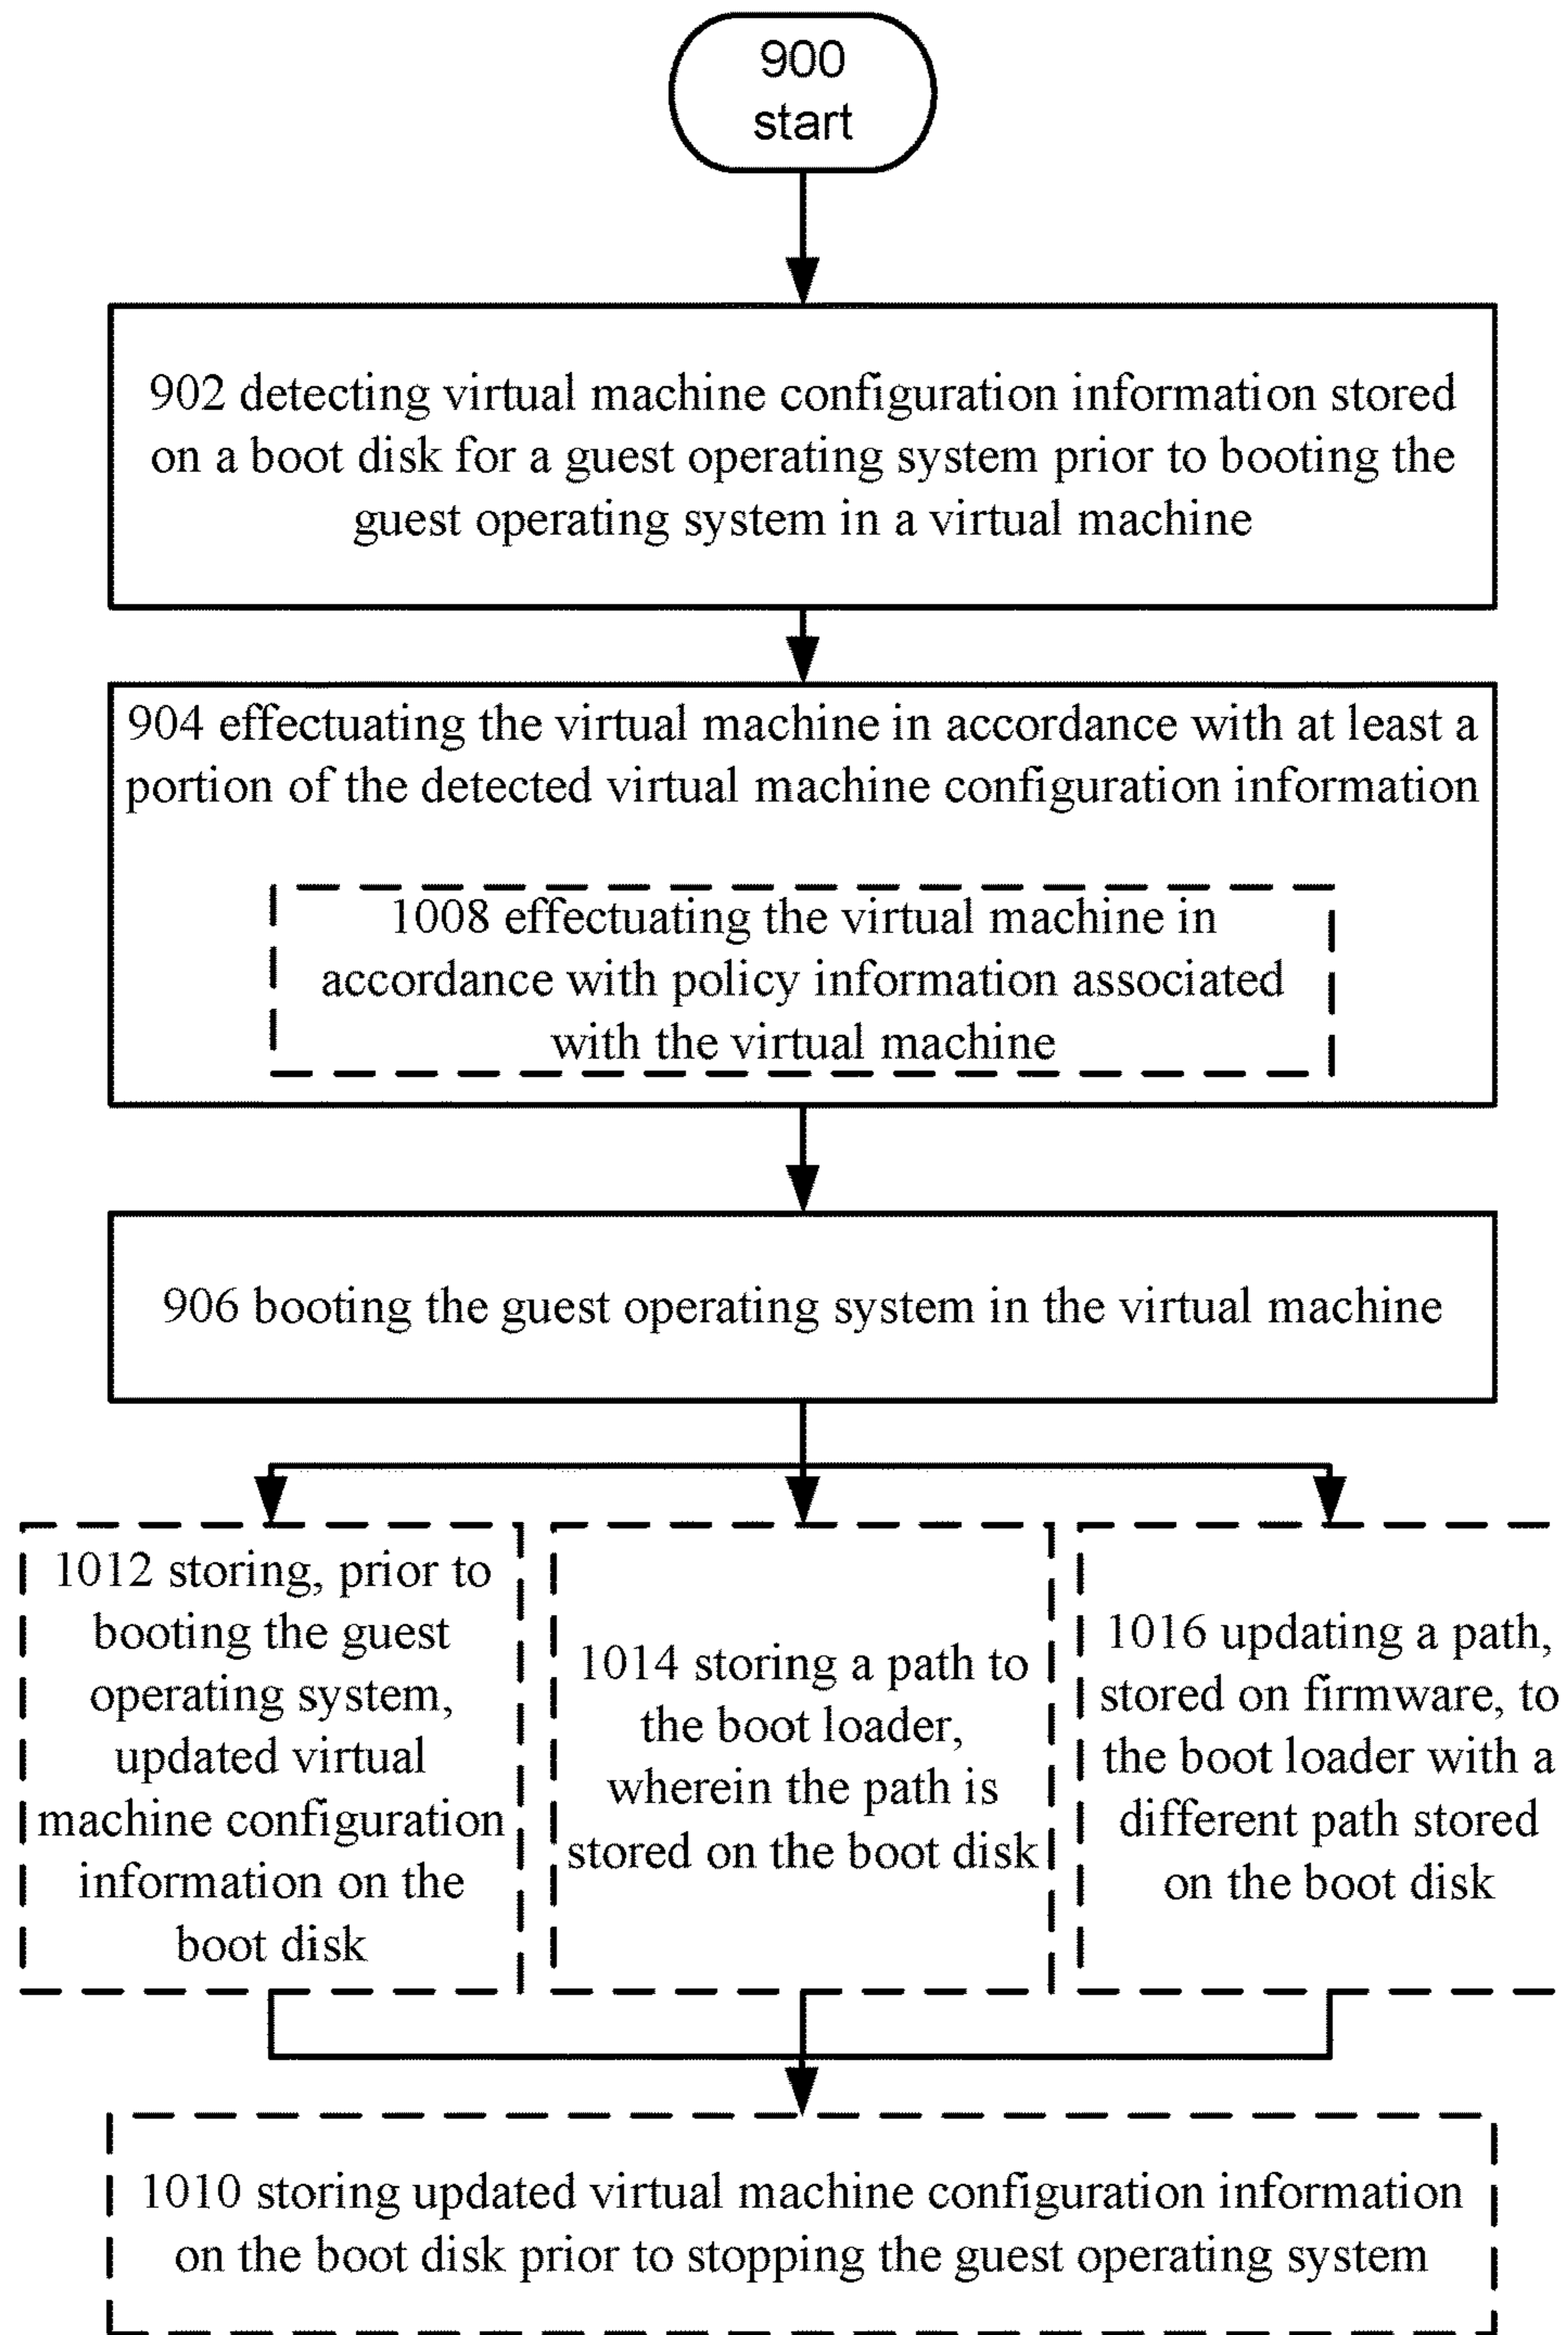 900
start
902 detecting virtual machine configuration information stored
on a boot disk for a guest operating system prior to booting the
guest operating system in a virtual machine
904 effectuating the virtual machine in accordance with at least a
portion of the detected virtual machine configuration information
1008 effectuating the virtual machine in
accordance with policy information associated
with the virtual machine
906 booting the guest operating system in the virtual machine
1012 storing, prior to
booting the guest
operating system,
updated virtual
machine configuration
information on the
boot disk
1014 storing a path to
the boot loader,
wherein the path is
stored on the boot disk
1016 updating a path,
stored on firmware, to
the boot loader with a
different path stored
on the boot disk
1010 storing updated virtual machine configuration information
on the boot disk prior to stopping the guest operating system